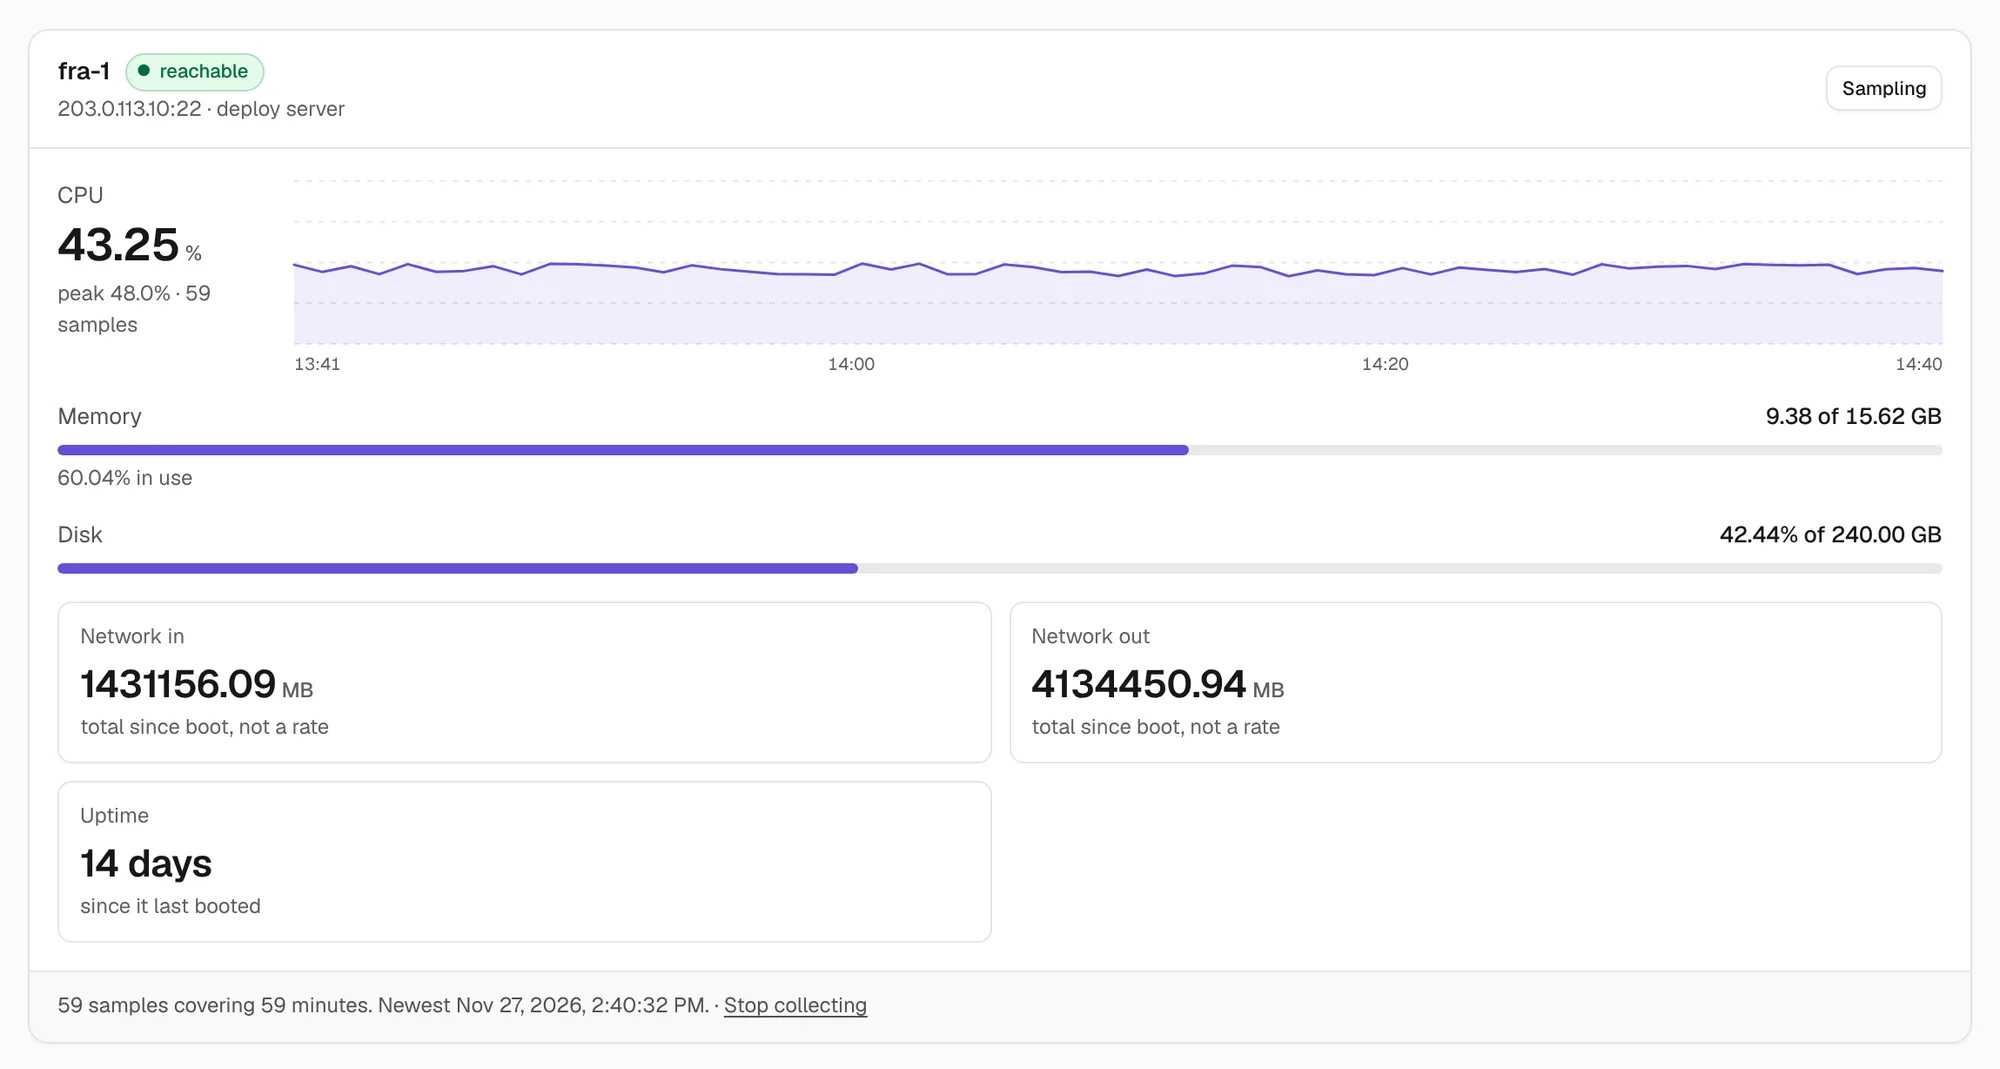 fra-1
reachable
203.0.113.10:22 · deploy server
Sampling
CPU
43.25 %
peak 48.0% · 59
samples
13:41
14:00
14:20
14:40
Memory
9.38 of 15.62 GB
60.04% in use
Disk
42.44% of 240.00 GB
Network in
1431156.09 MB
total since boot, not a rate
Network out
4134450.94 MB
total since boot, not a rate
Uptime
14 days
since it last booted
59 samples covering 59 minutes. Newest Nov 27, 2026, 2:40:32 PM. · Stop collecting